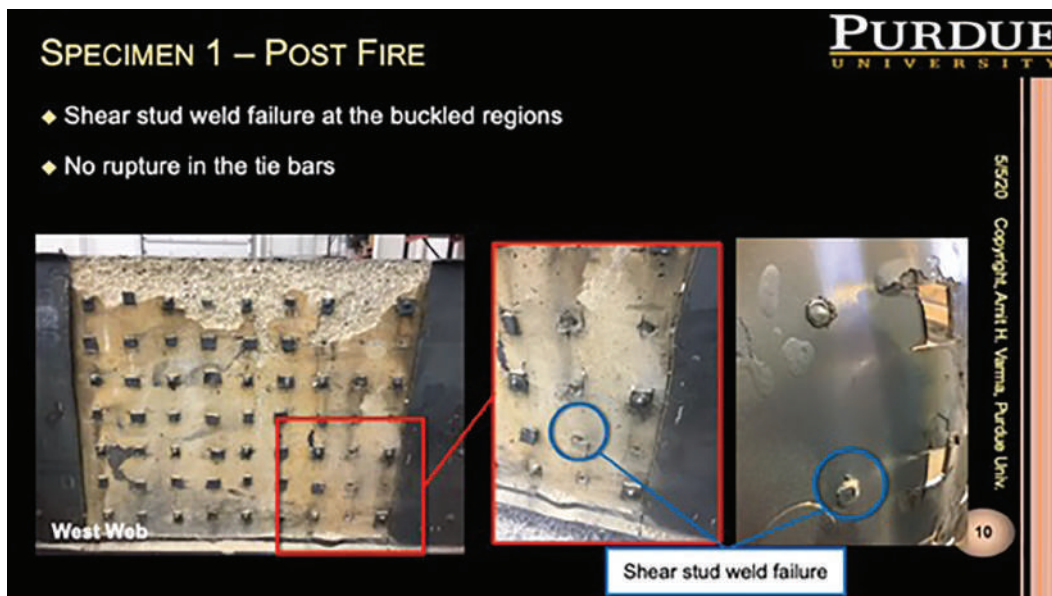 SPECIMEN 1 – POST FIRE
PURDUE
UNIVERSITY
Shear stud weld failure at the buckled regions
No rupture in the tie bars
5/5/20 Copyright, Amit H. Varma, Purdue Univ.
West Web
10
Shear stud weld failure